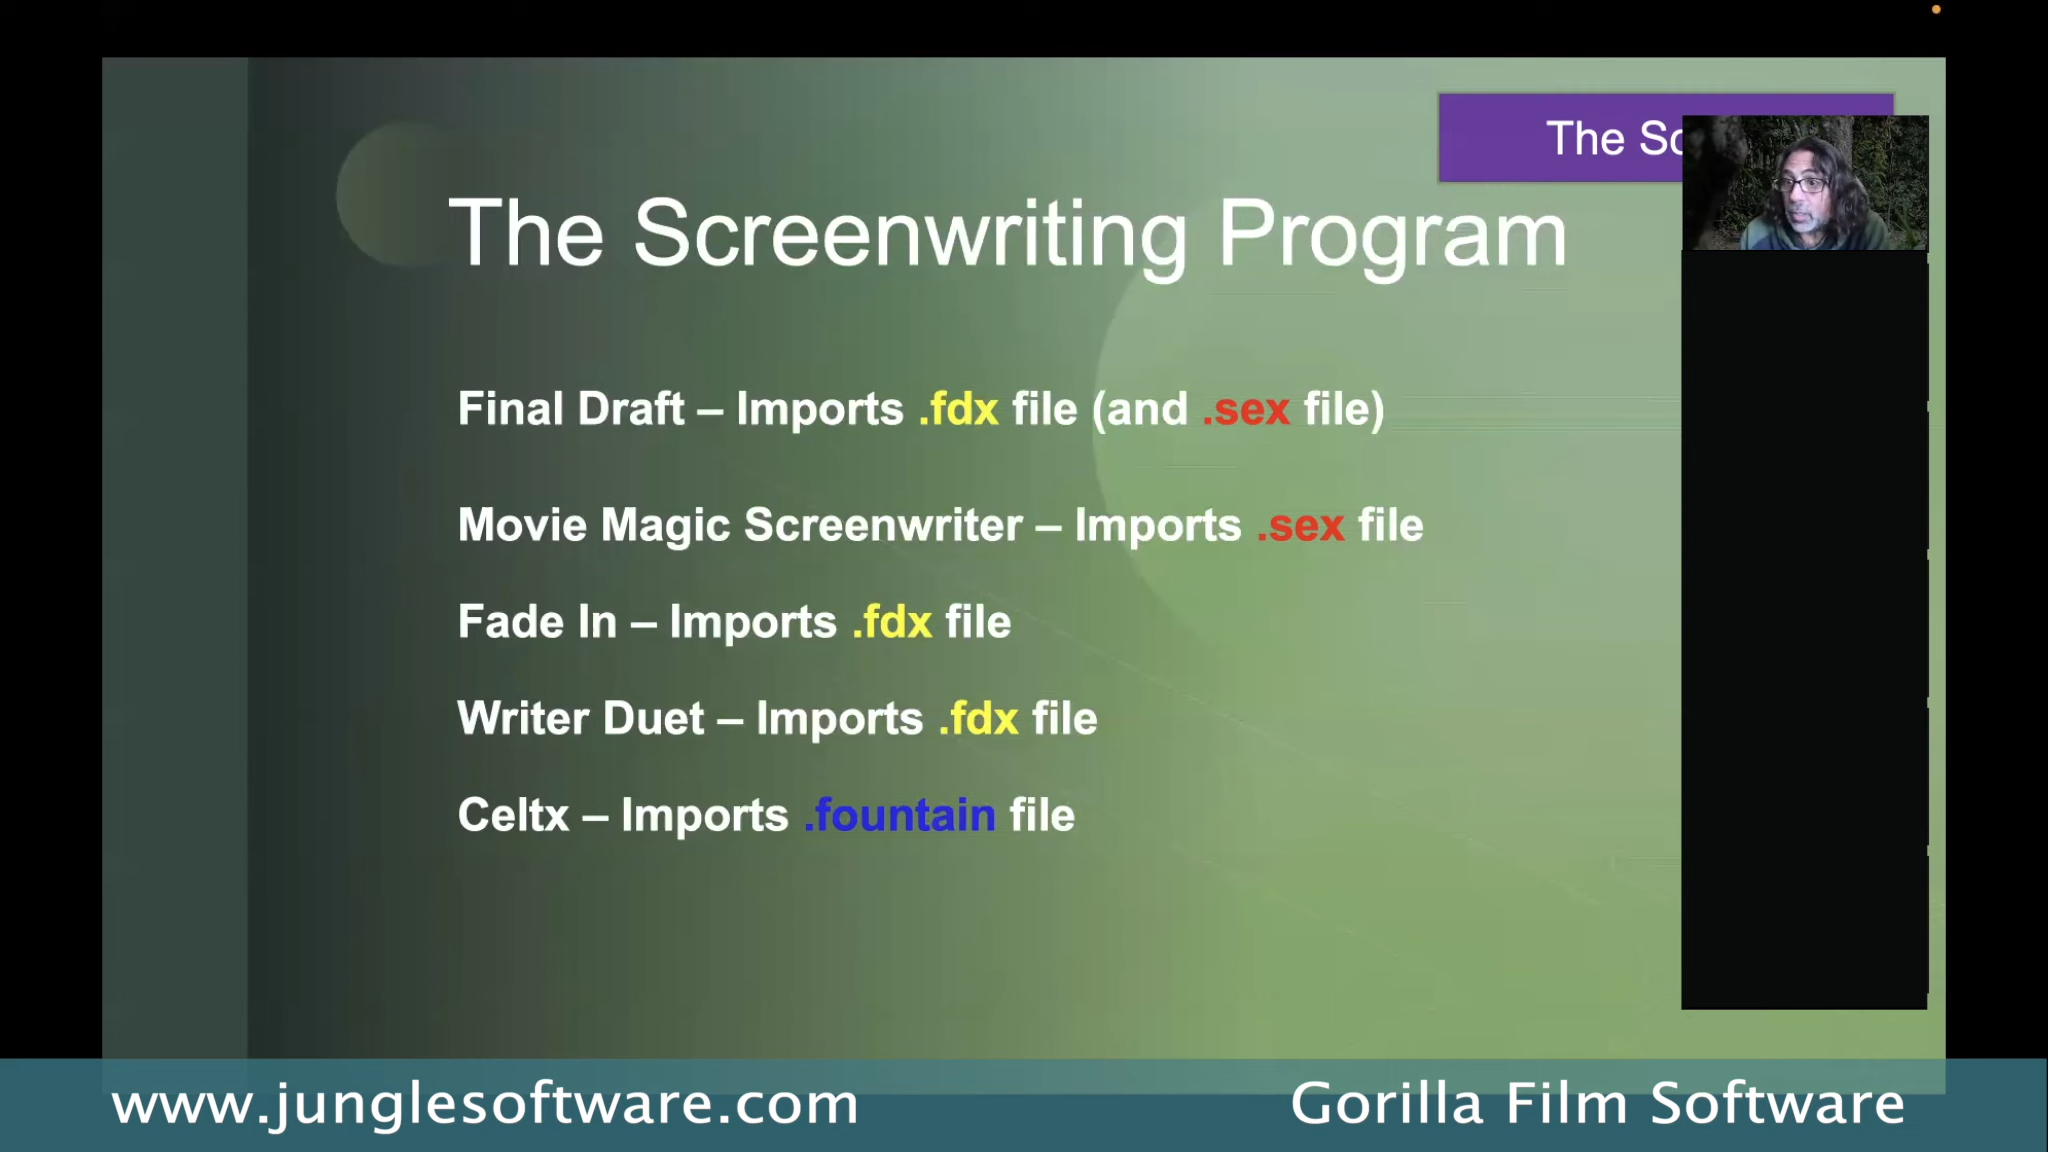 The
The Screenwriting Program
Final Draft – Imports .fdx file (and .sex file)
Movie Magic Screenwriter – Imports .sex file
Fade In – Imports .fdx file
Writer Duet – Imports .fdx file
Celtx – Imports .fountain file
www.junglesoftware.com
Gorilla Film Software